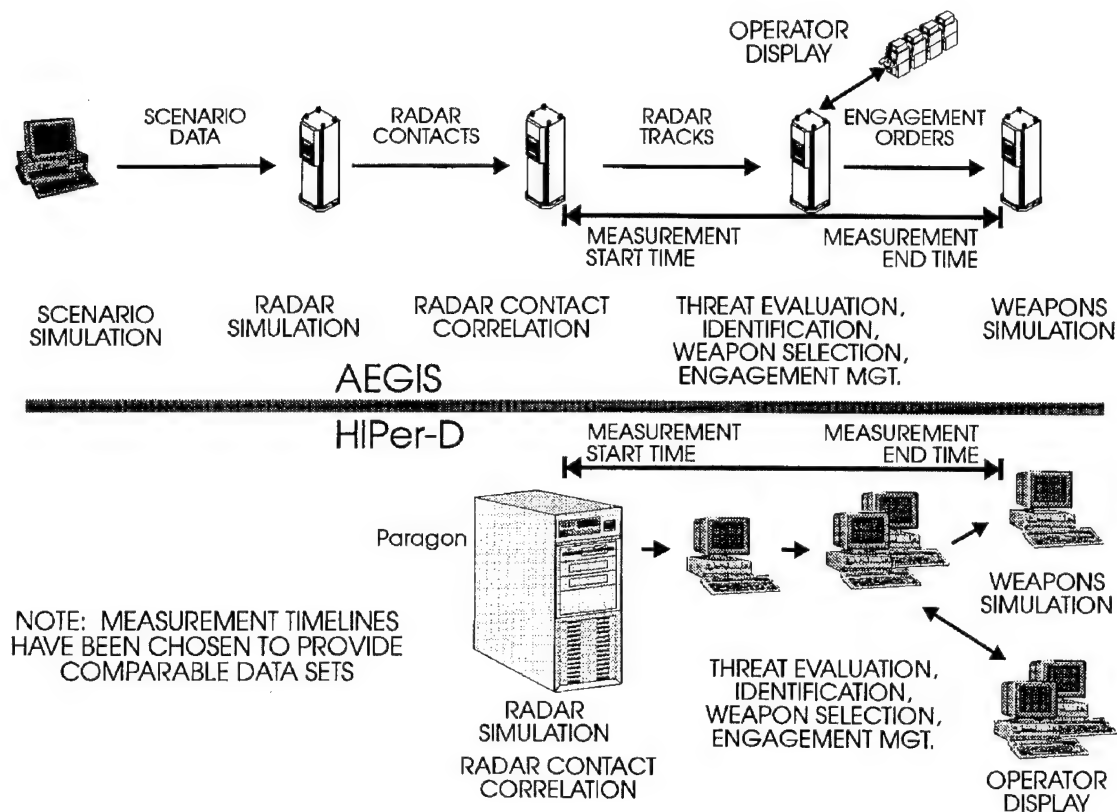 OPERATOR
DISPLAY
SCENARIO
DATA
RADAR
CONTACTS
RADAR
TRACKS
ENGAGEMENT
ORDERS
MEASUREMENT
START TIME
MEASUREMENT
END TIME
SCENARIO
SIMULATION
RADAR
SIMULATION
RADAR CONTACT
CORRELATION
THREAT EVALUATION,
IDENTIFICATION,
WEAPON SELECTION,
ENGAGEMENT MGT.
WEAPONS
SIMULATION
AEGIS
HIPer-D
MEASUREMENT
START TIME
MEASUREMENT
END TIME
Paragon
WEAPONS
SIMULATION
NOTE: MEASUREMENT TIMELINES
HAVE BEEN CHOSEN TO PROVIDE
COMPARABLE DATA SETS
THREAT EVALUATION,
IDENTIFICATION,
WEAPON SELECTION,
ENGAGEMENT MGT.
RADAR
SIMULATION
RADAR CONTACT
CORRELATION
OPERATOR
DISPLAY